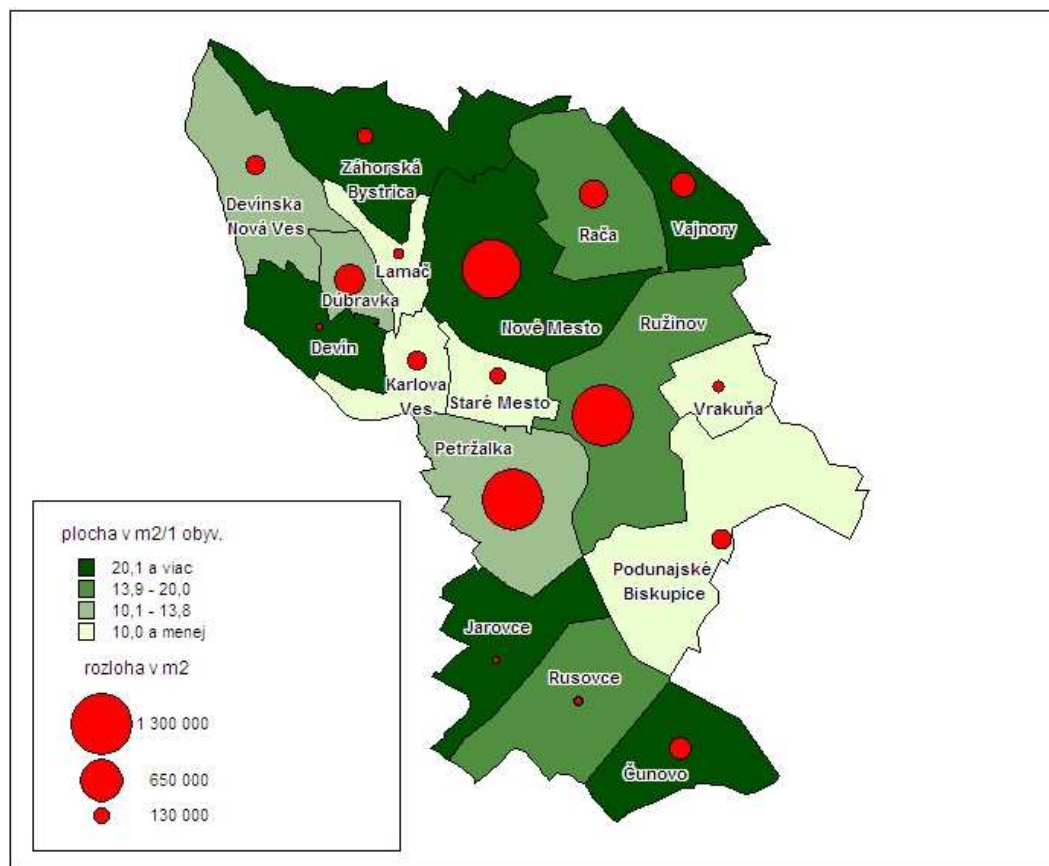 Záhorská
Bystrica
Devínska
Nová Ves
Lamač
Rača
Vajnory
Dúbravka
Nové Mesto
Ružinov
Devín
Karlova
Ves
Staré Mesto
Vrakuňa
Petržalka
Podunajské
Biskupice
Jarovce
Rusovce
Čunovo
plocha v m2/1 obyv.
20,1 a viac
13,9 - 20,0
10,1 - 13,8
10,0 a menej
rozloha v m2
1 300 000
650 000
130 000